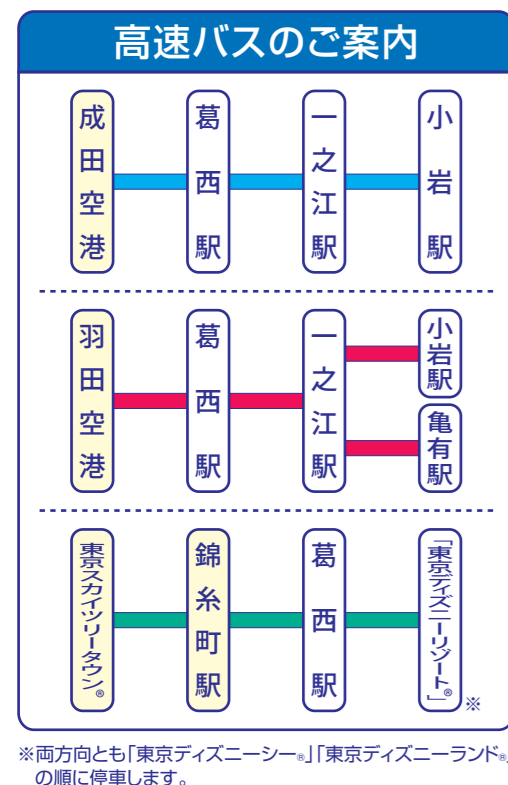 高速バスのご案内
成田空港
葛西駅
一之江駅
小岩駅
羽田空港
葛西駅
一之江駅
小岩駅
亀有駅
東京スカイツリータウン®
錦糸町駅
葛西駅
「東京ディズニーリゾート®」
※
※両方向とも「東京ディズニーシー®」「東京ディズニーランド®」
の順に停車します。